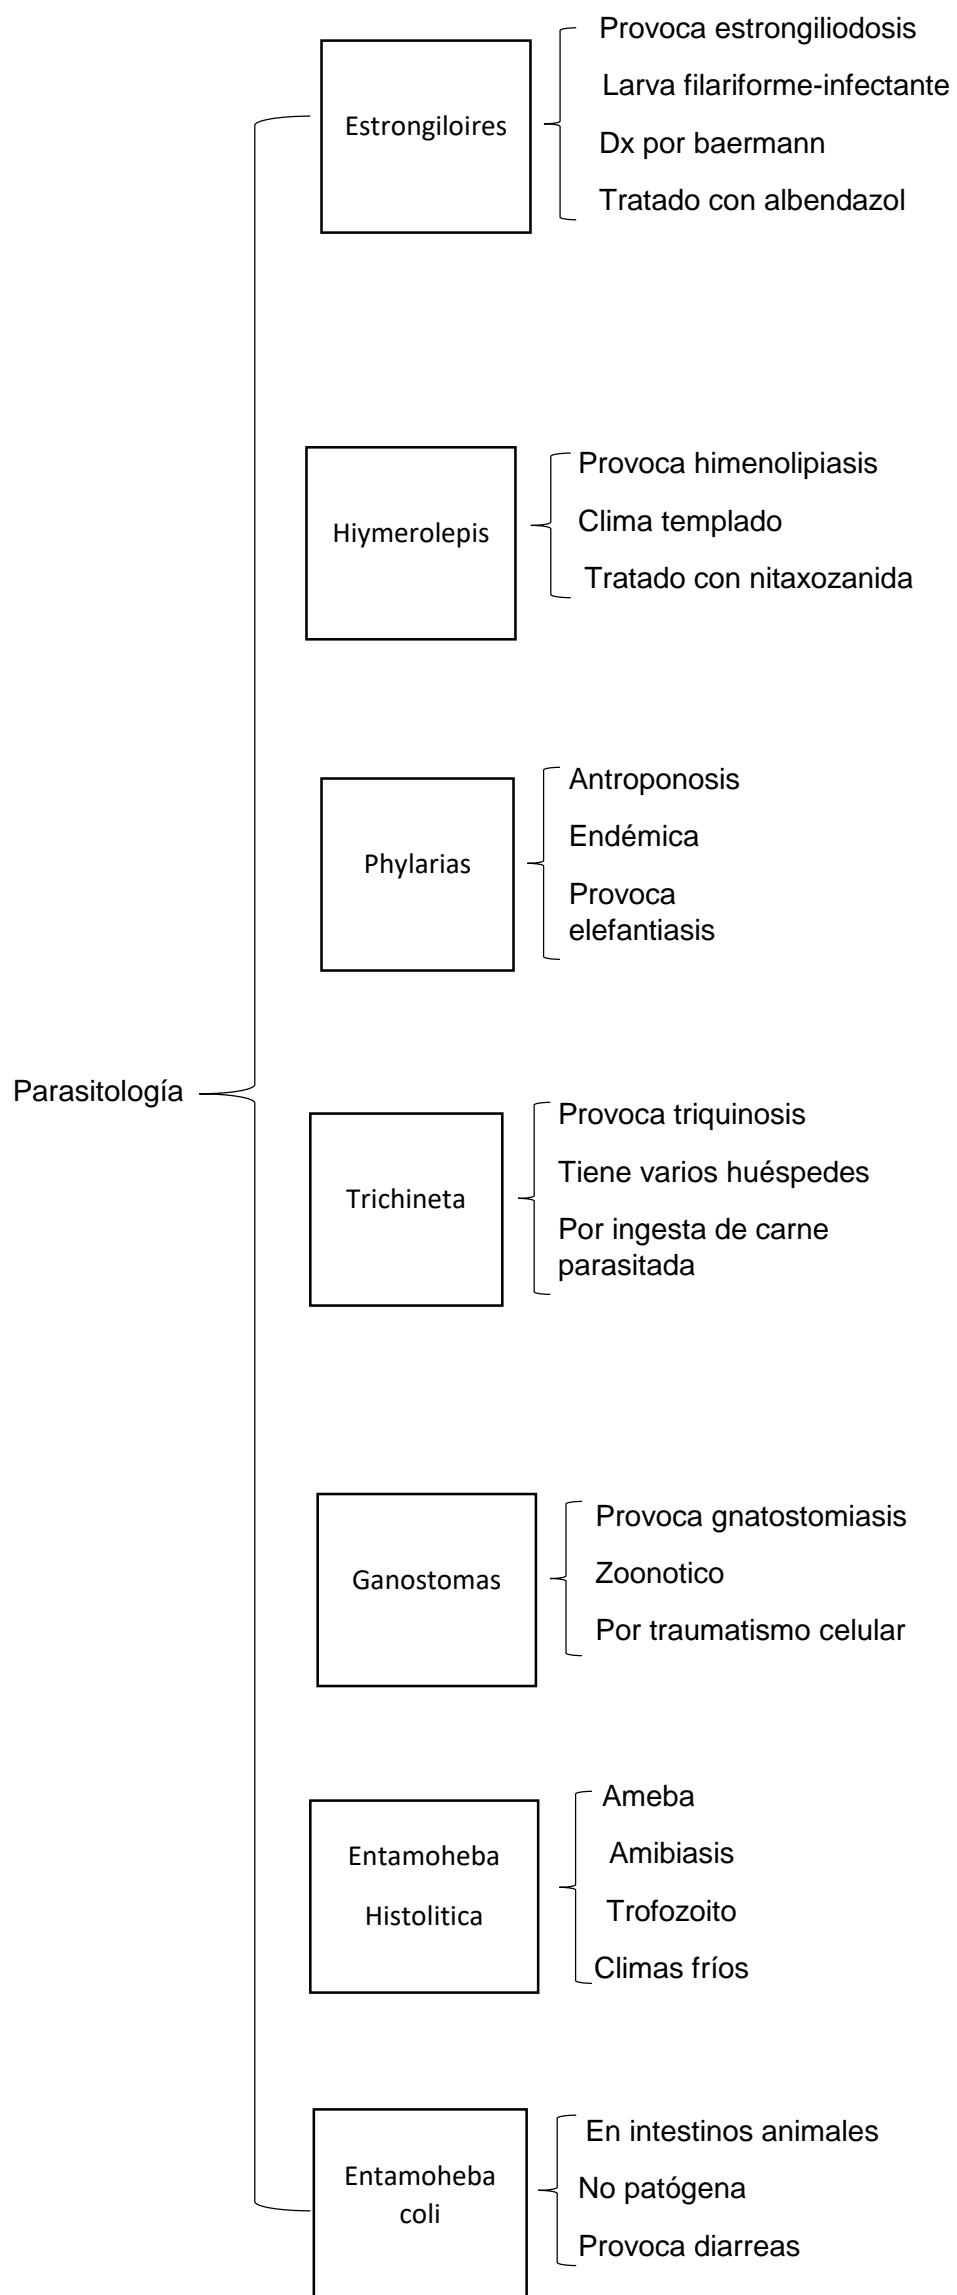 Parasitología
Estrongiloires
Provoca estrongiliodosis
Larva filariforme-infectante
Dx por baermann
Tratado con albendazol
Hiymerolepis
Provoca himenolipiasis
Clima templado
Tratado con nitaxozanida
Phylarias
Antroponosis
Endémica
Provoca
elefantiasis
Trichineta
Provoca triquinosis
Tiene varios huéspedes
Por ingesta de carne
parasitada
Ganostomas
Provoca gnatostomiasis
Zoonotico
Por traumatismo celular
Entamoheba
Histolitica
Ameba
Amibiasis
Trofozoito
Climas fríos
Entamoheba
coli
En intestinos animales
No patógena
Provoca diarreas